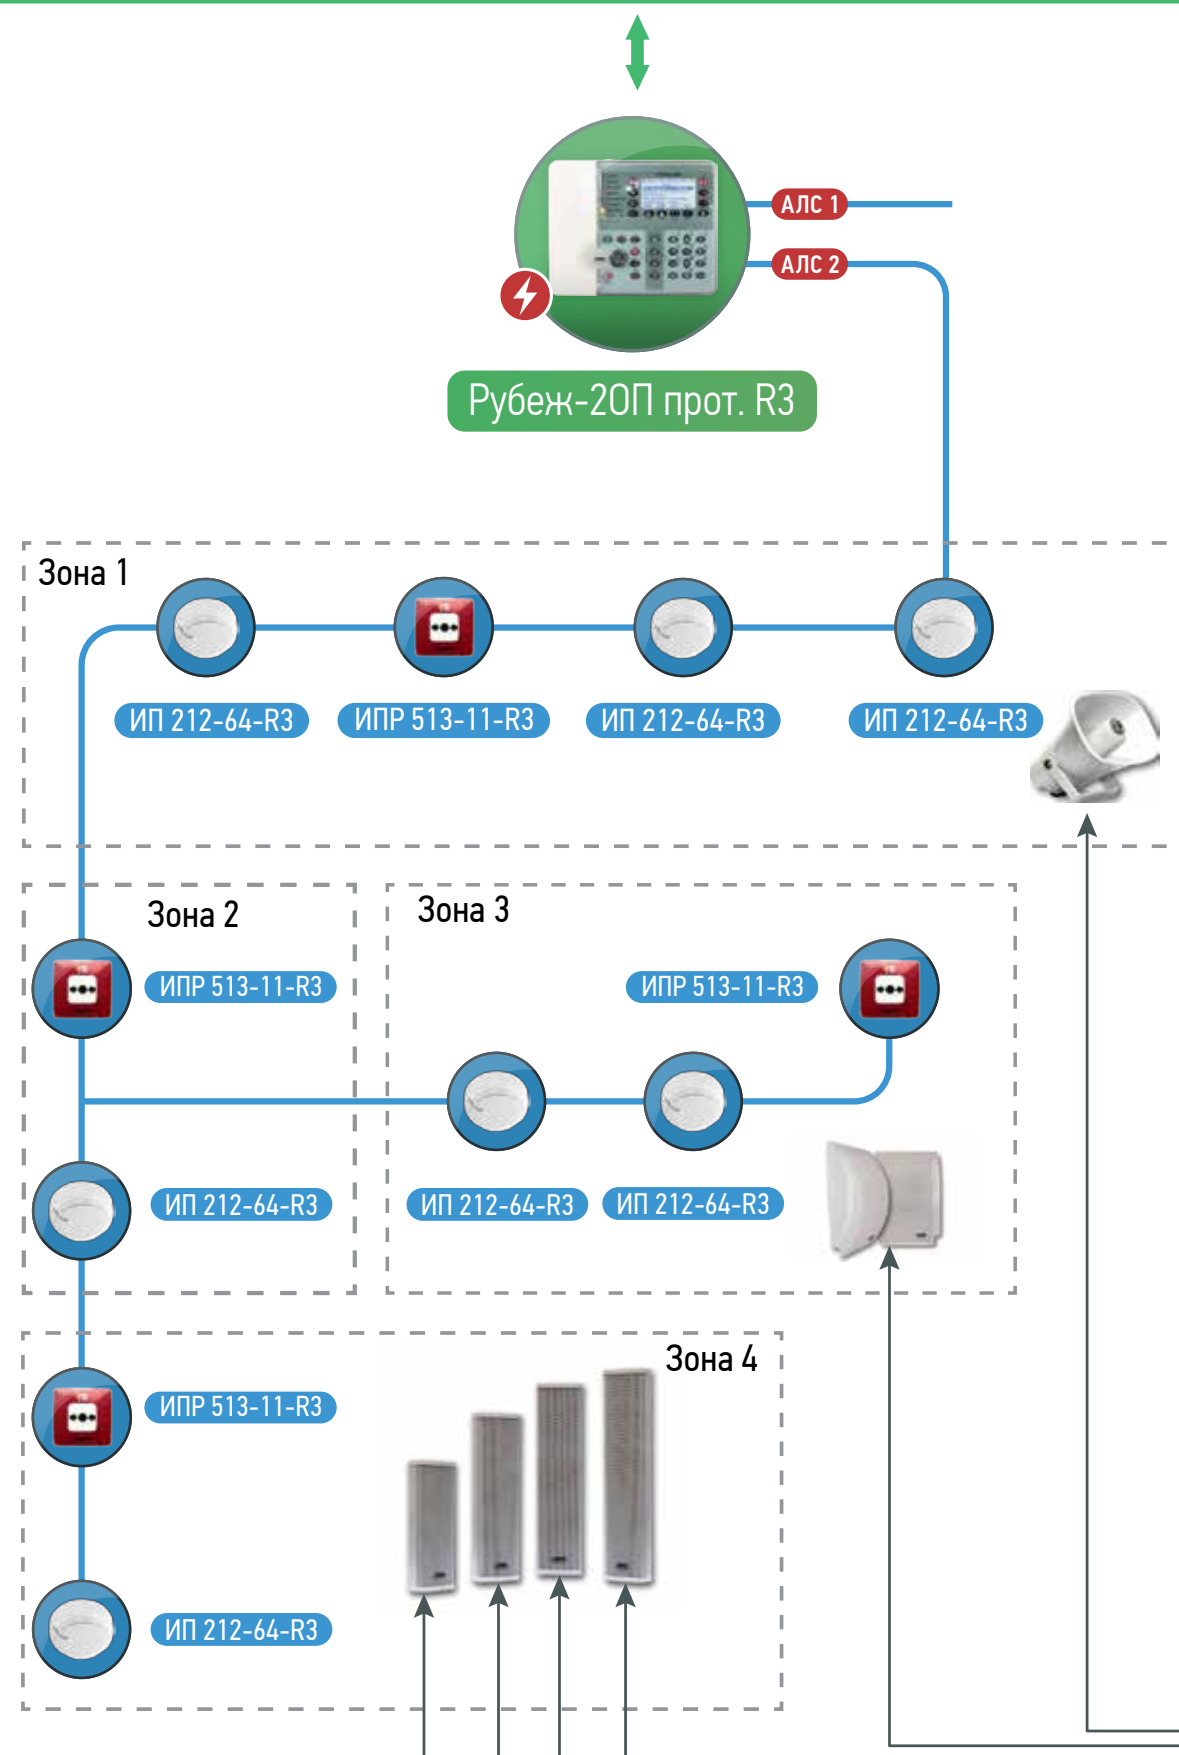 АЛС 1
АЛС 2
Рубеж-2ОП прот. R3
Зона 1
ИП 212-64-R3
ИПР 513-11-R3
ИП 212-64-R3
ИП 212-64-R3
Зона 2
Зона 3
ИПР 513-11-R3
ИПР 513-11-R3
ИП 212-64-R3
ИП 212-64-R3
ИП 212-64-R3
Зона 4
ИПР 513-11-R3
ИП 212-64-R3